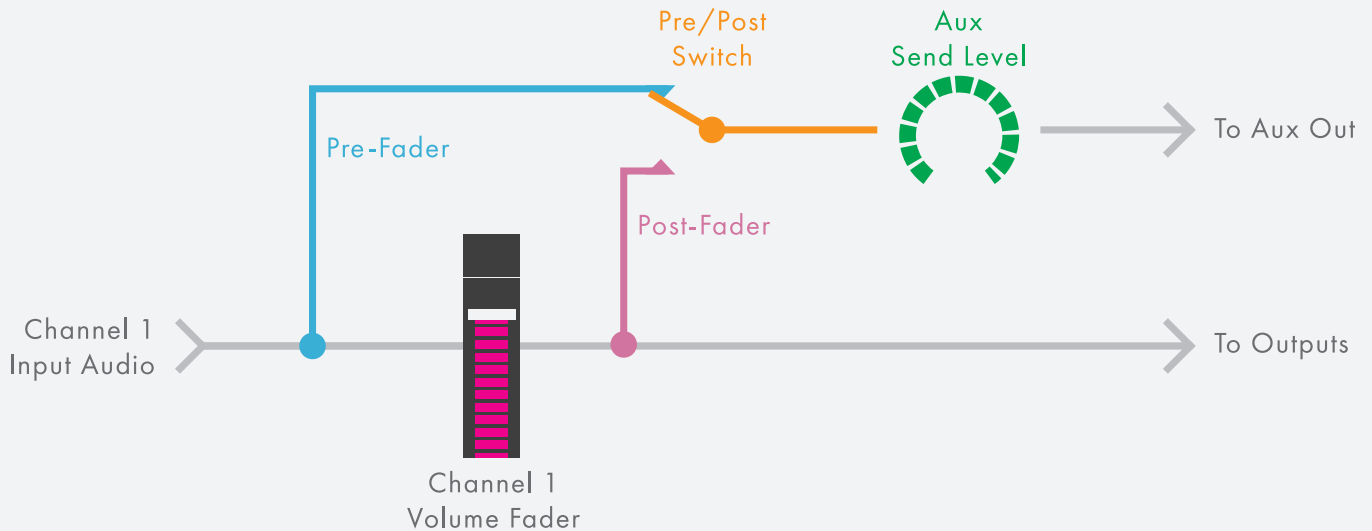 Pre/Post
Switch
Aux
Send Level
To Aux Out
Pre-Fader
Post-Fader
Channel 1
Input Audio
To Outputs
Channel 1
Volume Fader